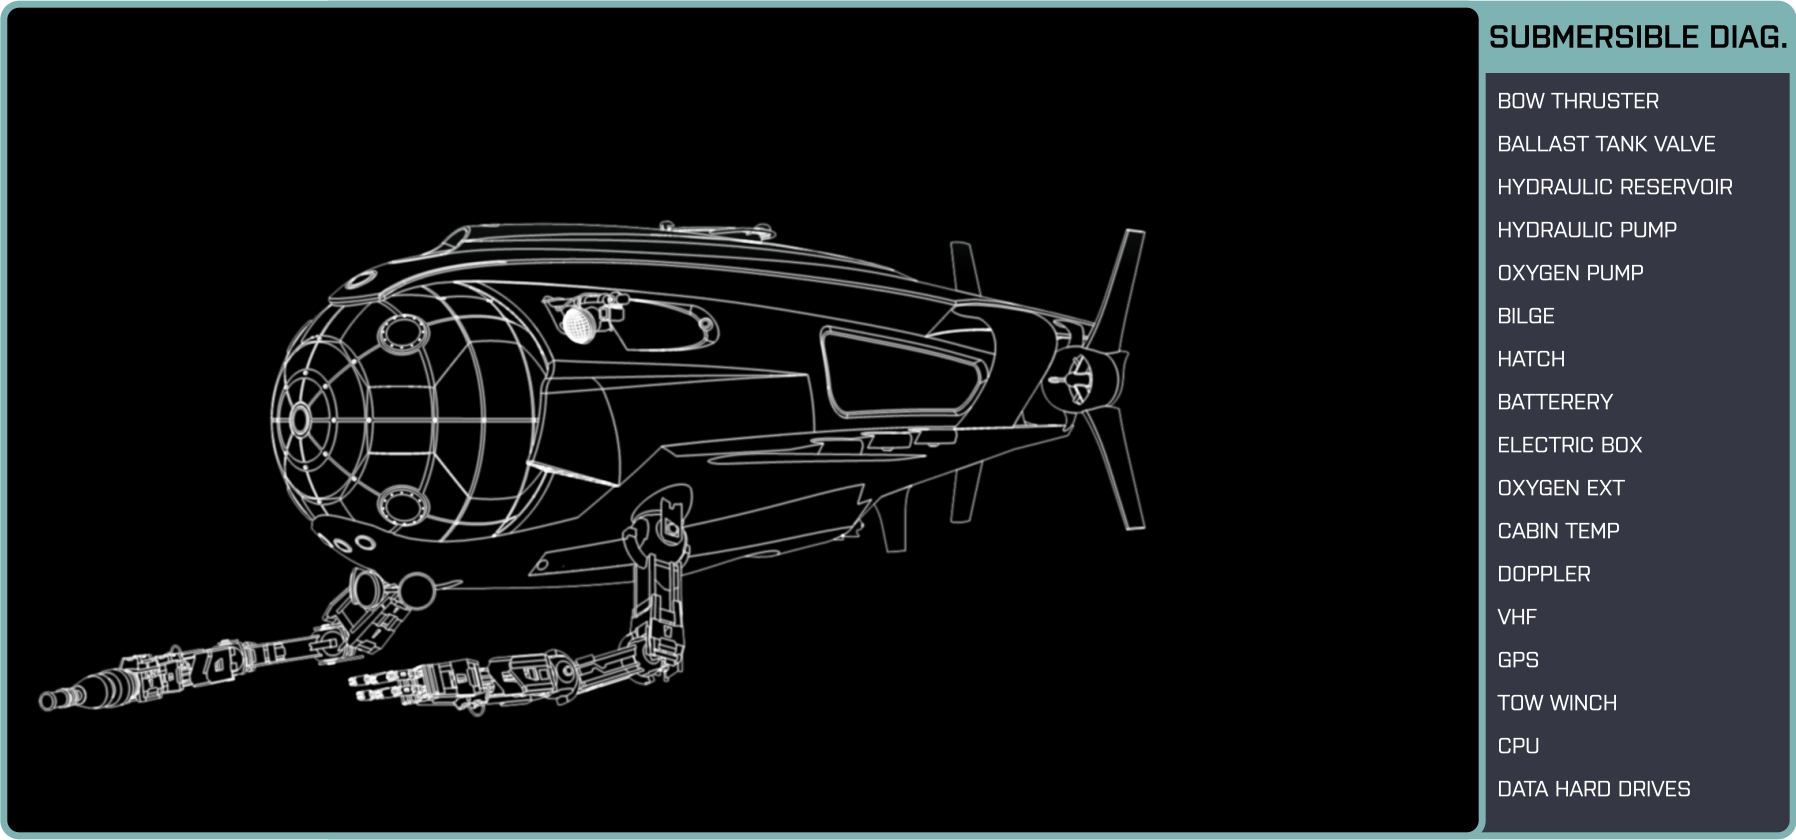 SUBMERSIBLE DIAG.
BOW THRUSTER
BALLAST TANK VALVE
HYDRAULIC RESERVOIR
HYDRAULIC PUMP
OXYGEN PUMP
BILGE
HATCH
BATTERERY
ELECTRIC BOX
OXYGEN EXT
CABIN TEMP
DOPPLER
VHF
GPS
TOW WINCH
CPU
DATA HARD DRIVES